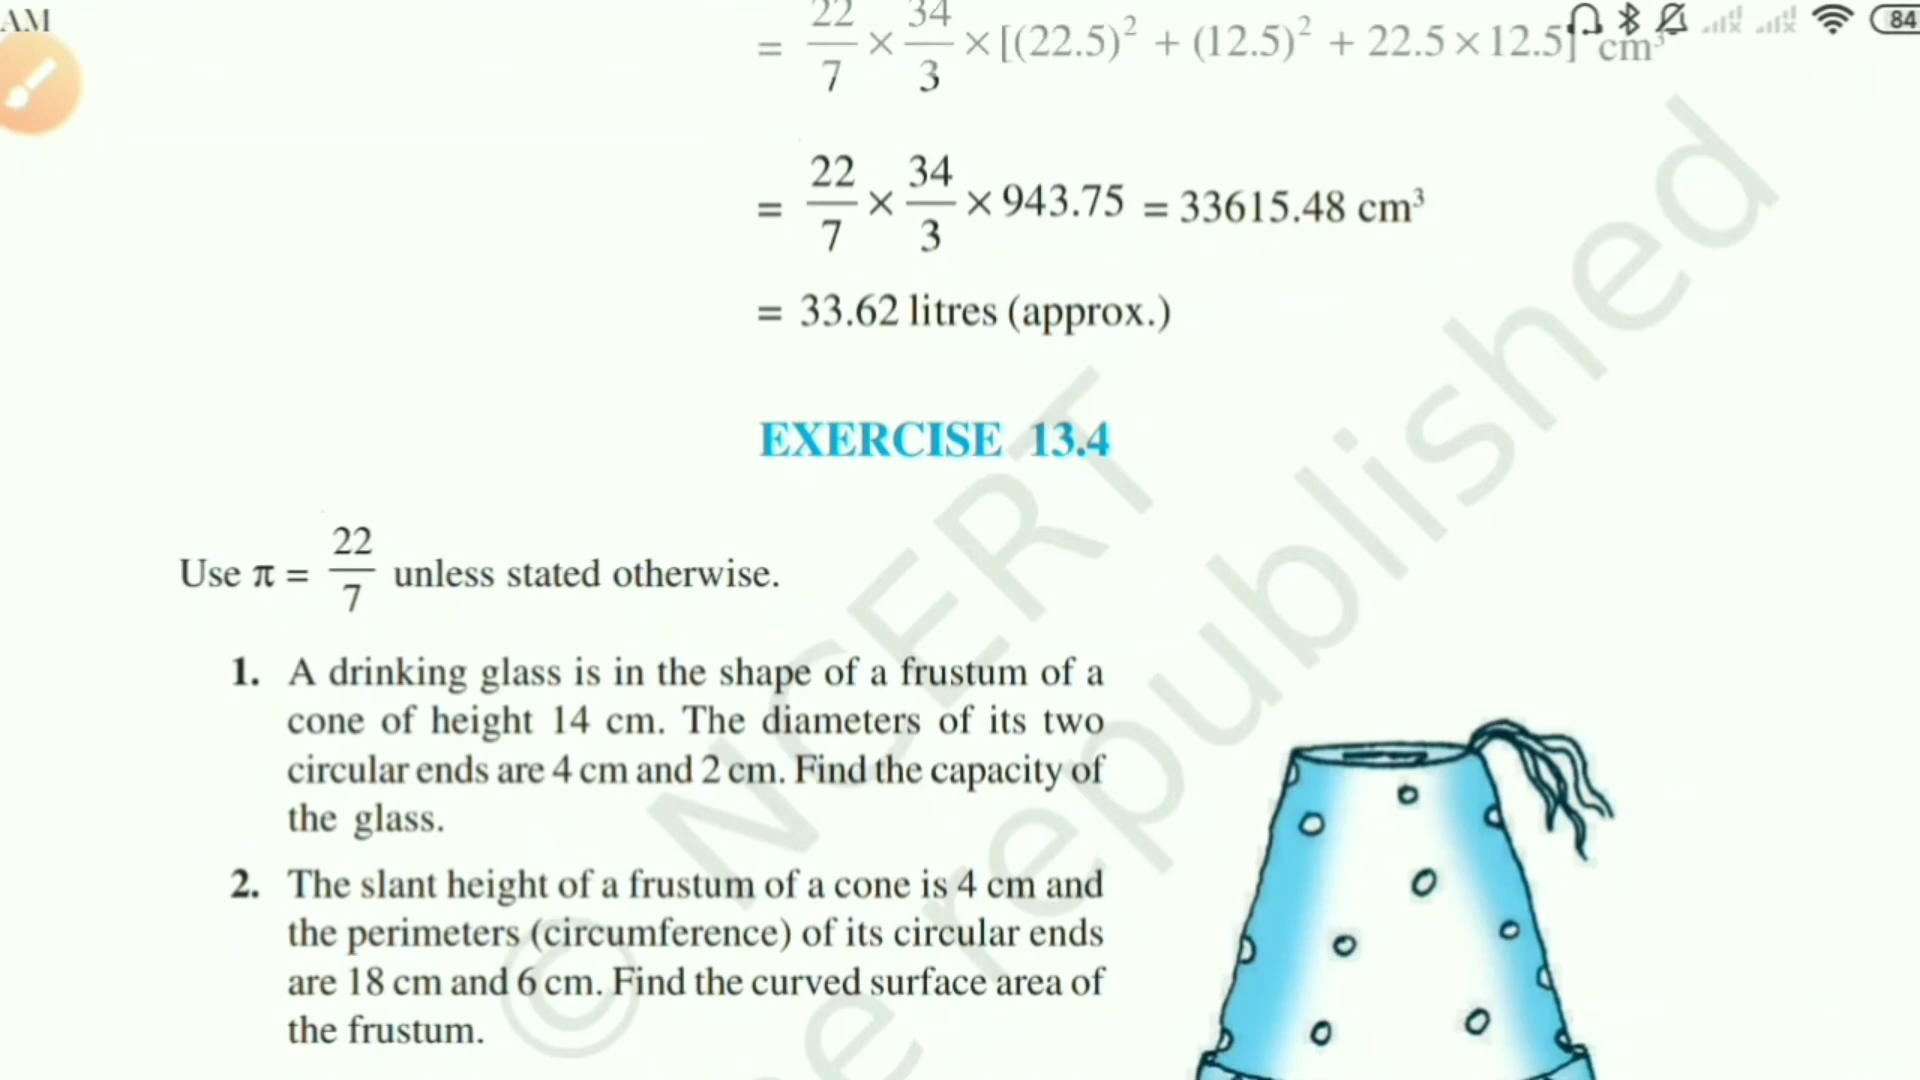 AM
84
= 22/7 × 34/3 × [(22.5)² + (12.5)² + 22.5 × 12.5] cm³
= 22/7 × 34/3 × 943.75 = 33615.48 cm³
= 33.62 litres (approx.)
EXERCISE 13.4
Use π = 22/7 unless stated otherwise.
1. A drinking glass is in the shape of a frustum of a
cone of height 14 cm. The diameters of its two
circular ends are 4 cm and 2 cm. Find the capacity of
the glass.
2. The slant height of a frustum of a cone is 4 cm and
the perimeters (circumference) of its circular ends
are 18 cm and 6 cm. Find the curved surface area of
the frustum.
© NCERT
e republished